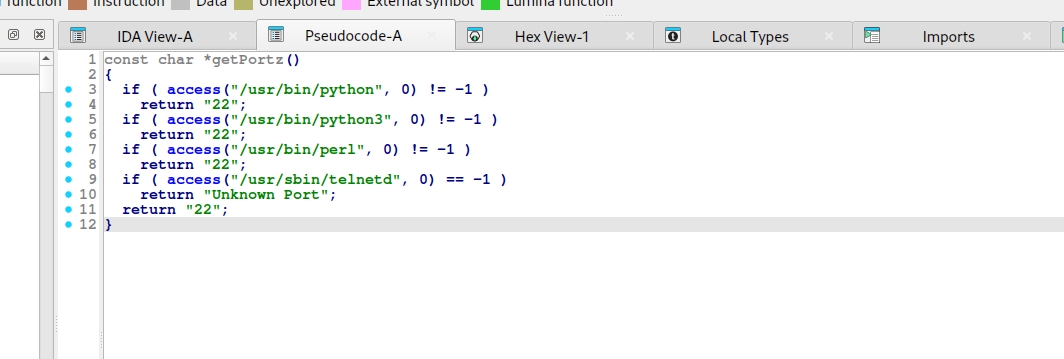 function Instruction Data Unexplored External symbol Lumina function
IDA View-A Pseudocode-A Hex View-1 Local Types Imports
1 const char *getPortz()
2 {
3 if ( access("/usr/bin/python", 0) != -1 )
4 return "22";
5 if ( access("/usr/bin/python3", 0) != -1 )
6 return "22";
7 if ( access("/usr/bin/perl", 0) != -1 )
8 return "22";
9 if ( access("/usr/sbin/telnetd", 0) == -1 )
10 return "Unknown Port";
11 return "22";
12 }